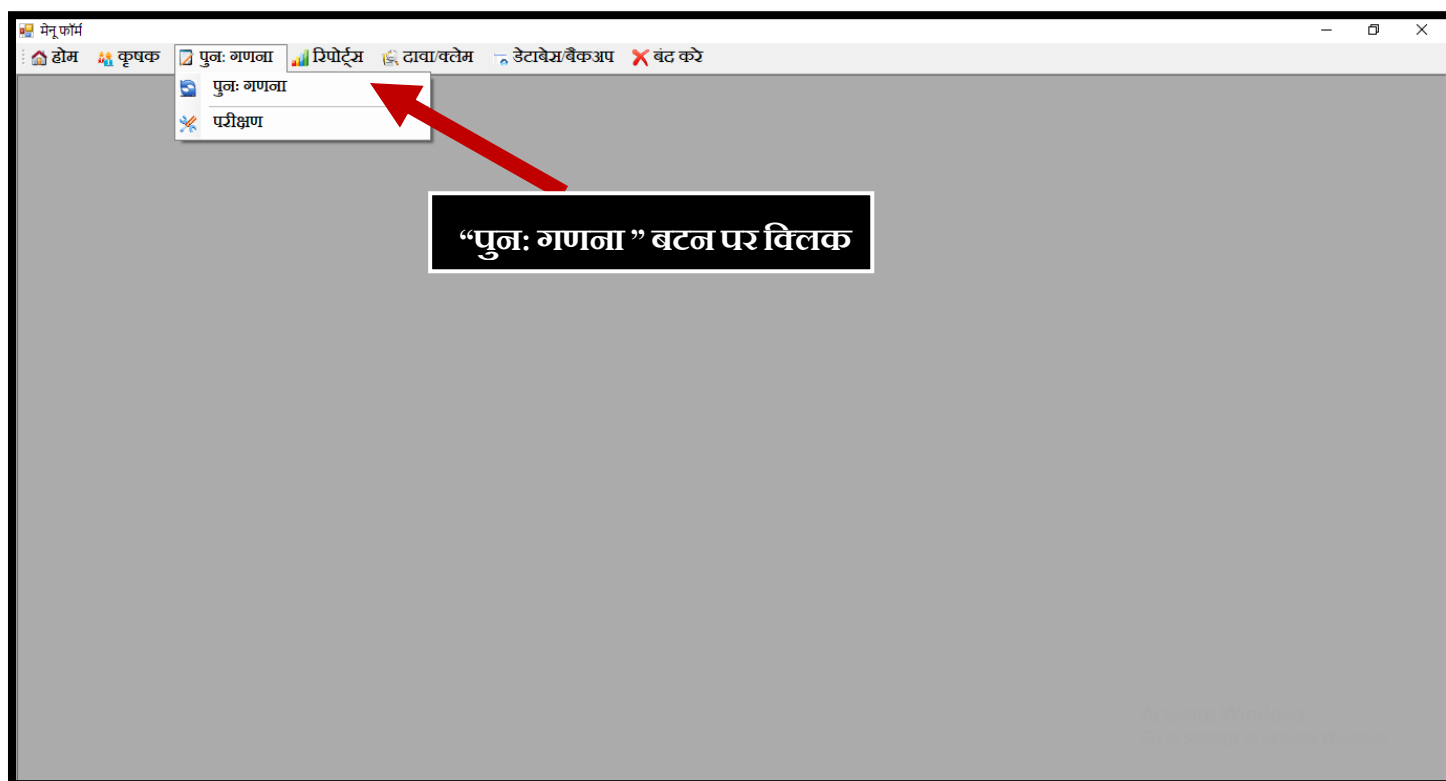 मेनू फॉर्म
होम कृषक पुन: गणना रिपोर्ट्स दावा/क्लेम डेटाबेस/बैकअप बंद करे
पुन: गणना
परीक्षण
“पुन: गणना ” बटन पर क्लिक